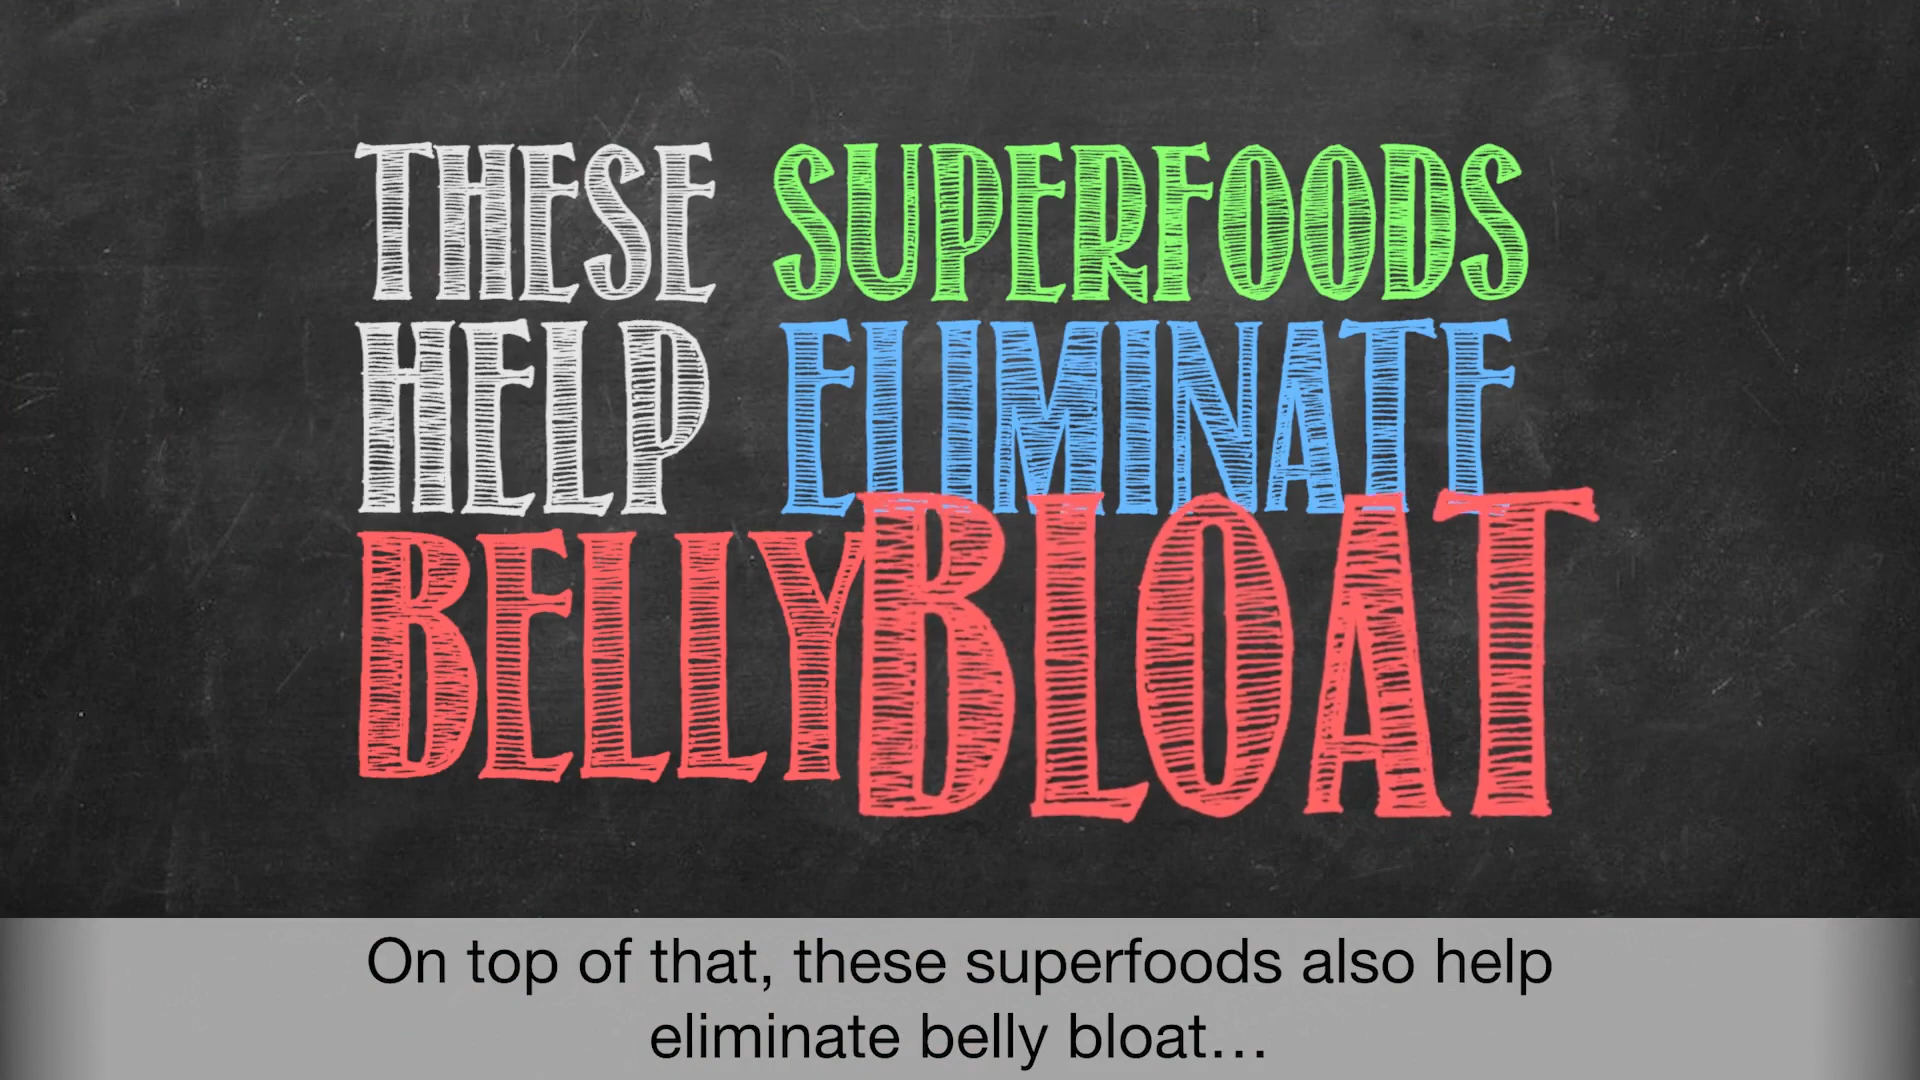 THESE SUPERFOODS
HELP ELIMINATE
BELLY BLOAT
On top of that, these superfoods also help
eliminate belly bloat…